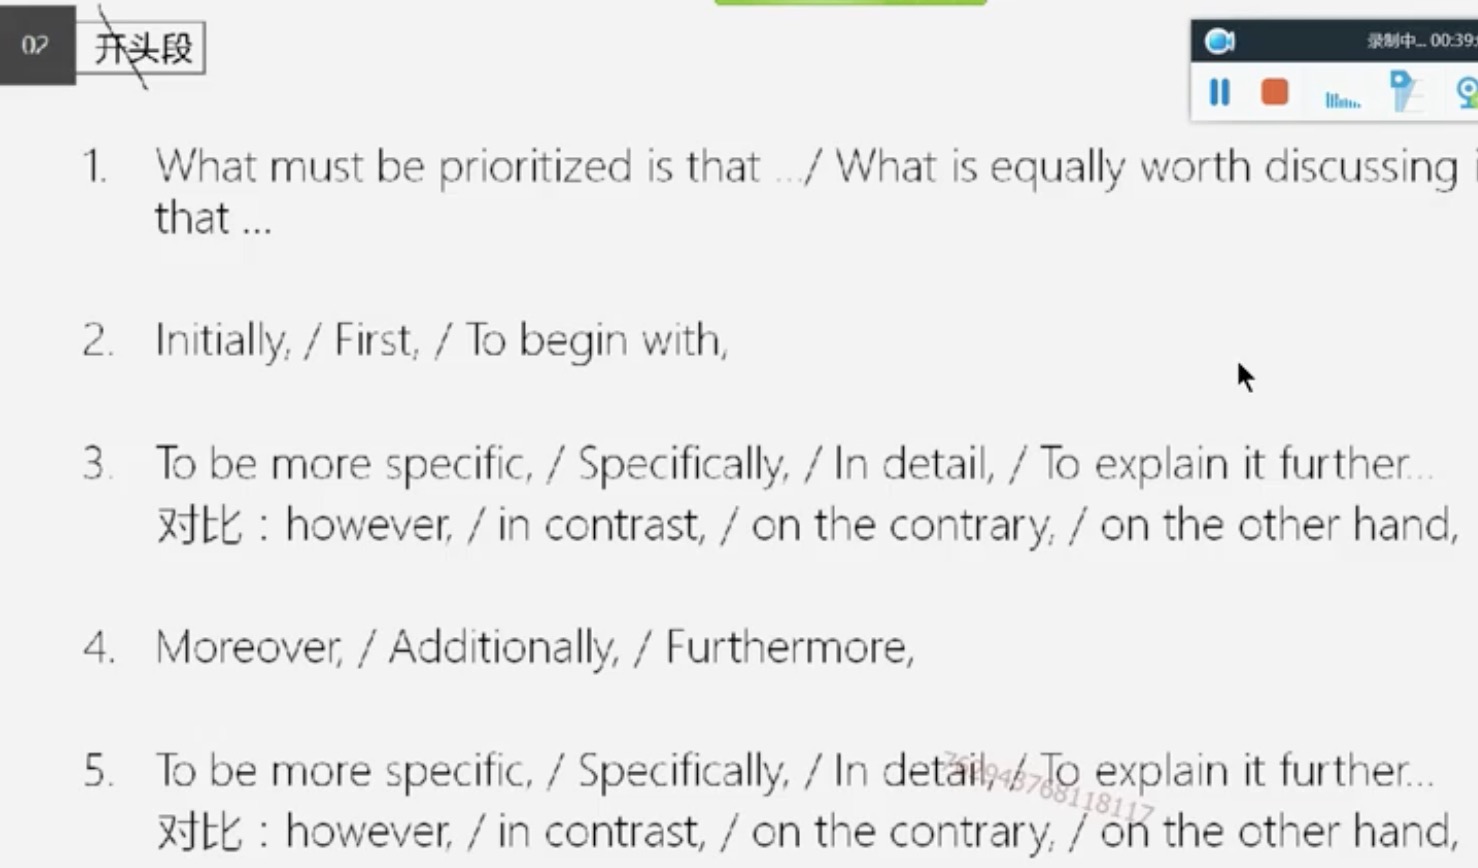 02 开头段
录制中... 00:39:
1. What must be prioritized is that .../ What is equally worth discussing
that ...
2. Initially, / First, / To begin with,
3. To be more specific, / Specifically, / In detail, / To explain it further...
对比：however, / in contrast, / on the contrary, / on the other hand,
4. Moreover, / Additionally, / Furthermore,
5. To be more specific, / Specifically, / In detail, / To explain it further...
对比：however, / in contrast, / on the contrary, / on the other hand,
762943768118117